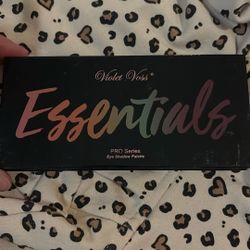 Violet Voss®
Essentials
PRO Series
Eye Shadow Palette